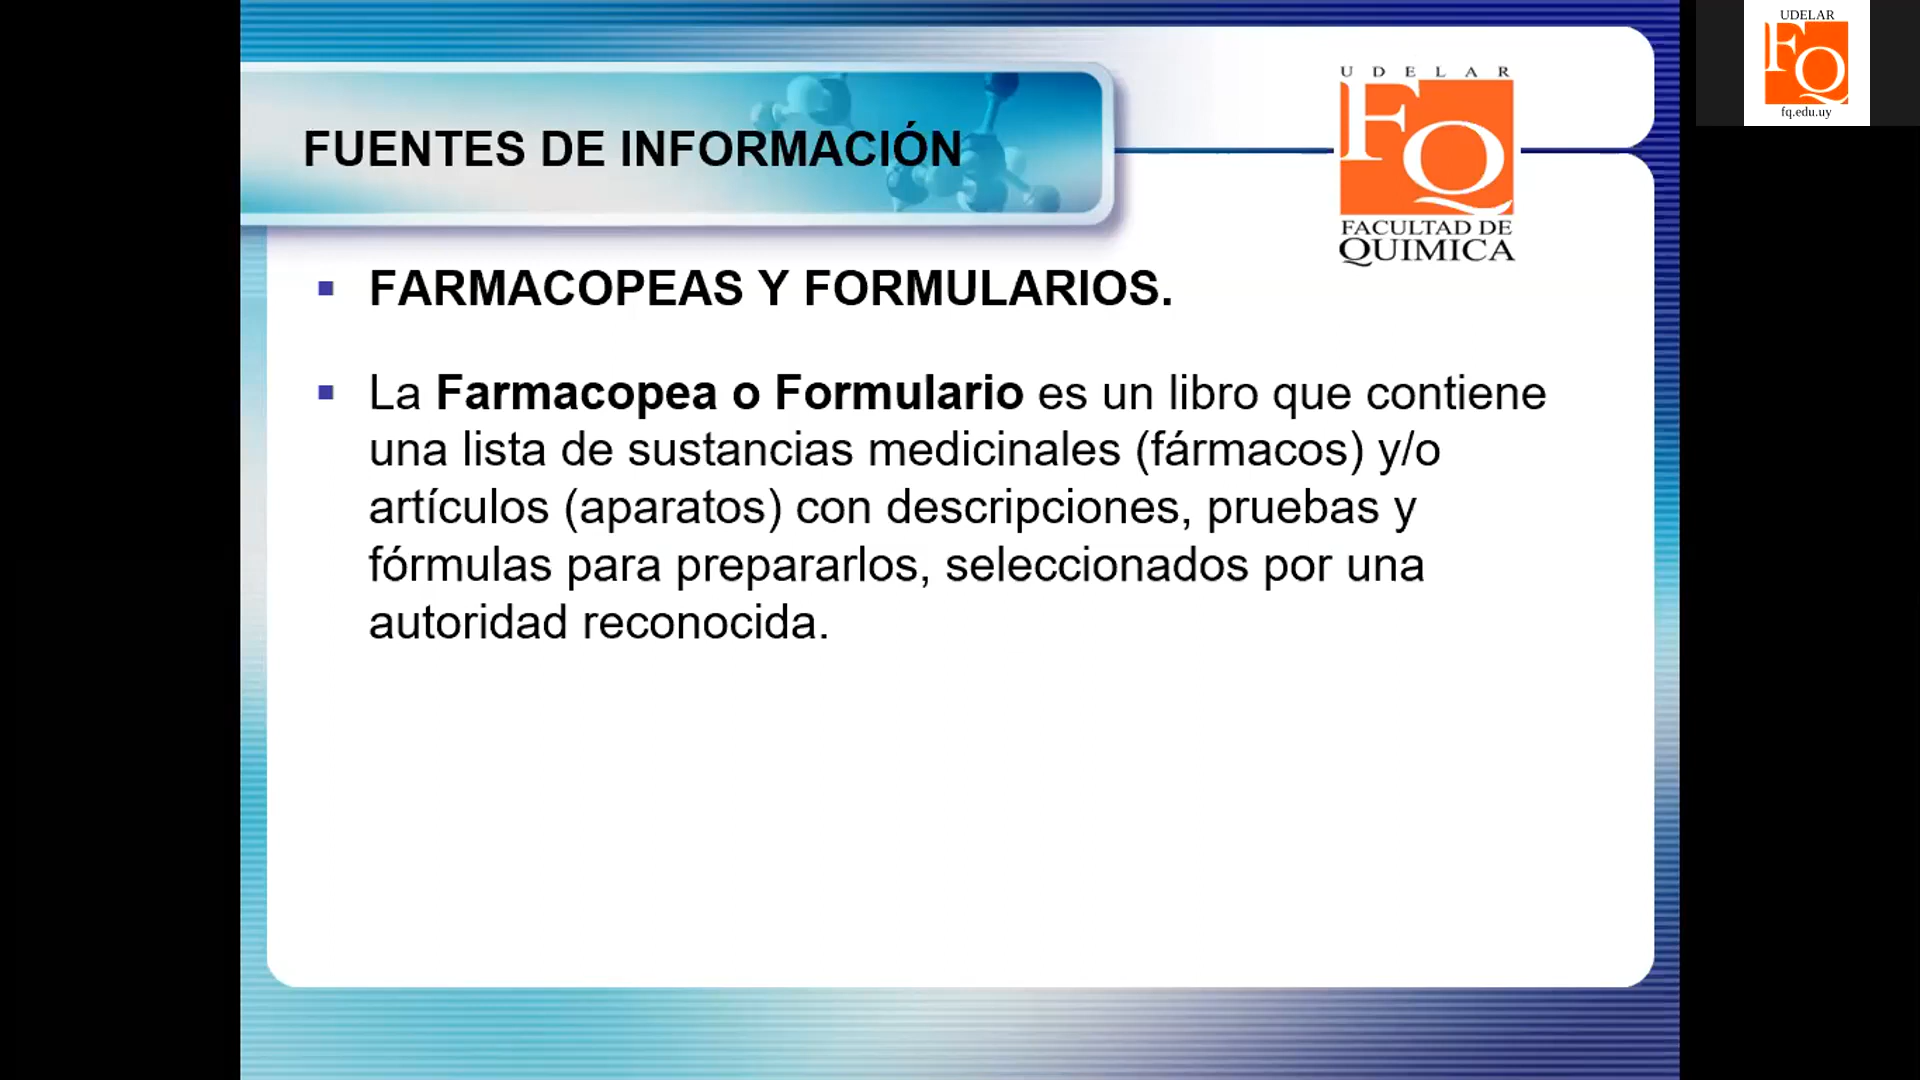 UDELAR
FQ
fq.edu.uy
UDELAR
FQ
FACULTAD DE
QUIMICA
FUENTES DE INFORMACIÓN
▪ FARMACOPEAS Y FORMULARIOS.
▪ La Farmacopea o Formulario es un libro que contiene
una lista de sustancias medicinales (fármacos) y/o
artículos (aparatos) con descripciones, pruebas y
fórmulas para prepararlos, seleccionados por una
autoridad reconocida.